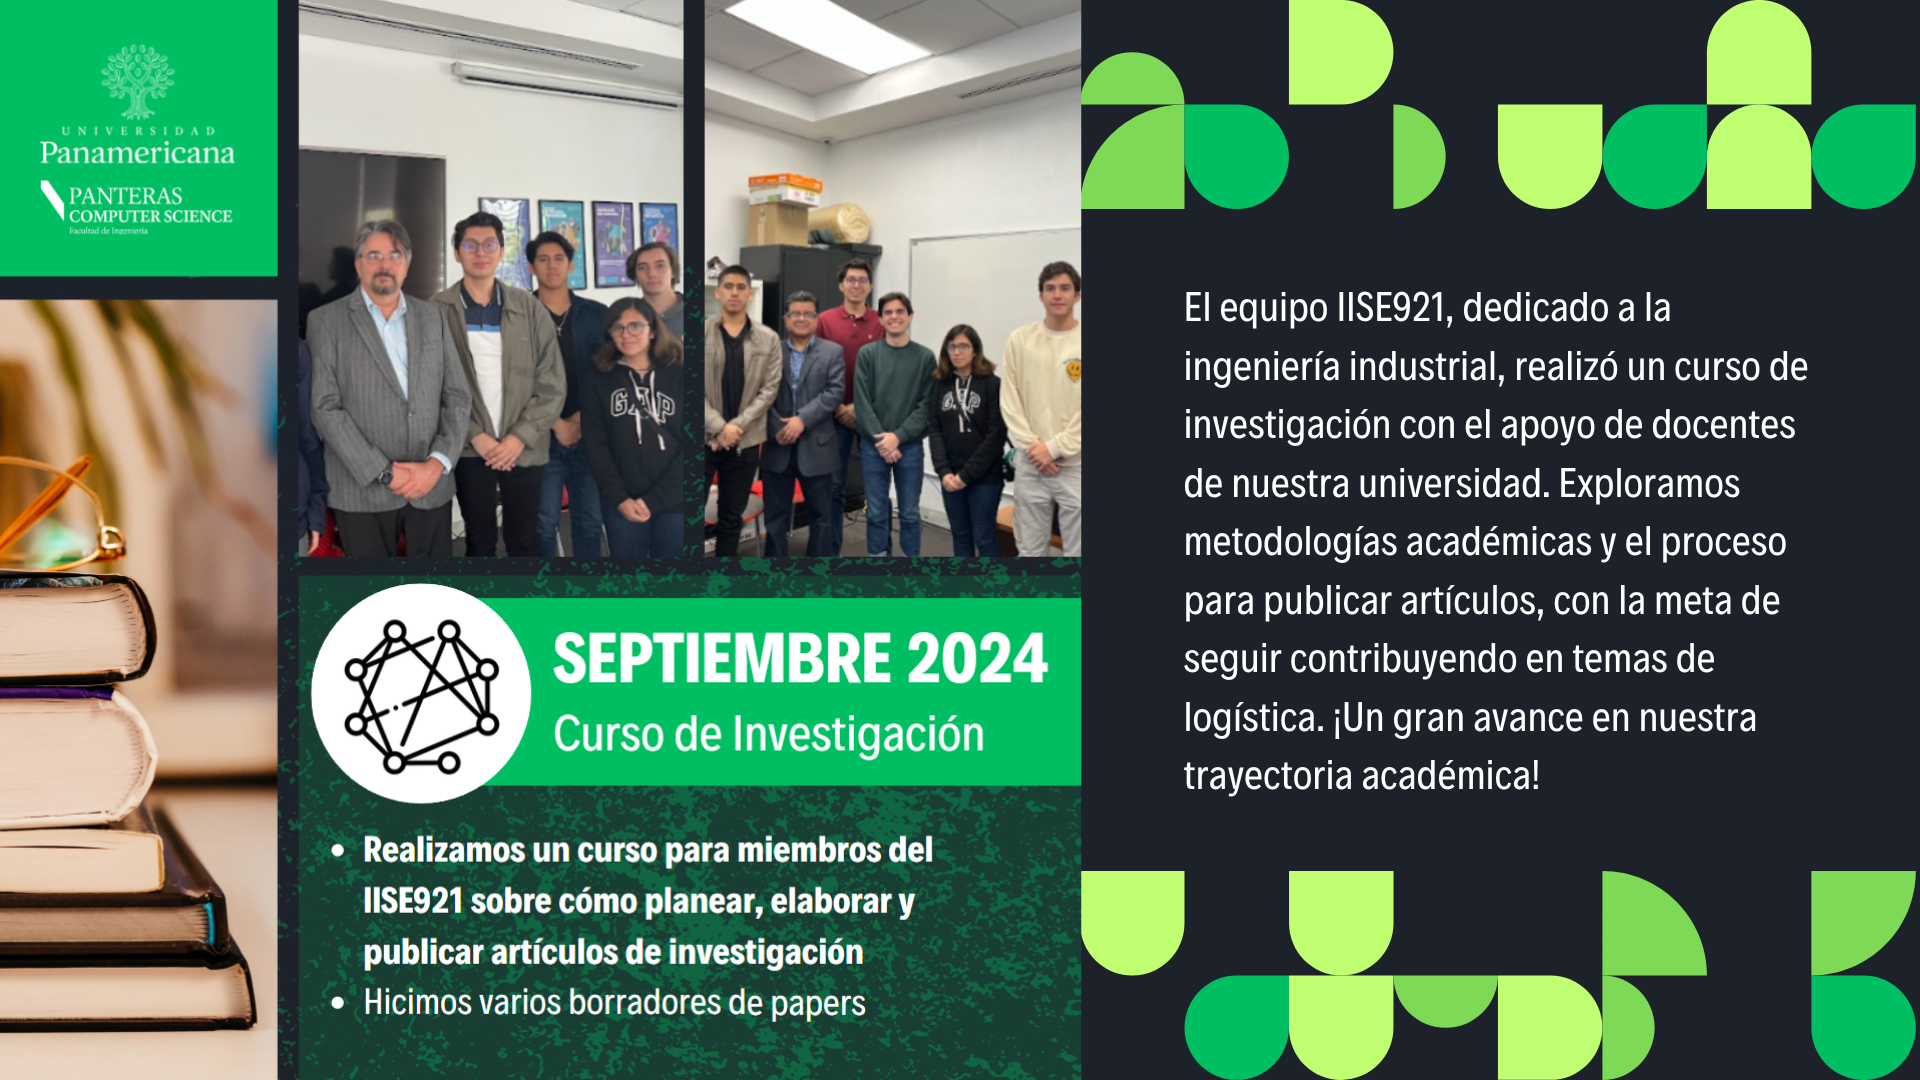 UNIVERSIDAD
Panamericana
PANTERAS
COMPUTER SCIENCE
Facultad de Ingeniería
GAP
GAP
SEPTIEMBRE 2024
Curso de Investigación
• Realizamos un curso para miembros del
IISE921 sobre cómo planear, elaborar y
publicar artículos de investigación
• Hicimos varios borradores de papers
El equipo IISE921, dedicado a la
ingeniería industrial, realizó un curso de
investigación con el apoyo de docentes
de nuestra universidad. Exploramos
metodologías académicas y el proceso
para publicar artículos, con la meta de
seguir contribuyendo en temas de
logística. ¡Un gran avance en nuestra
trayectoria académica!